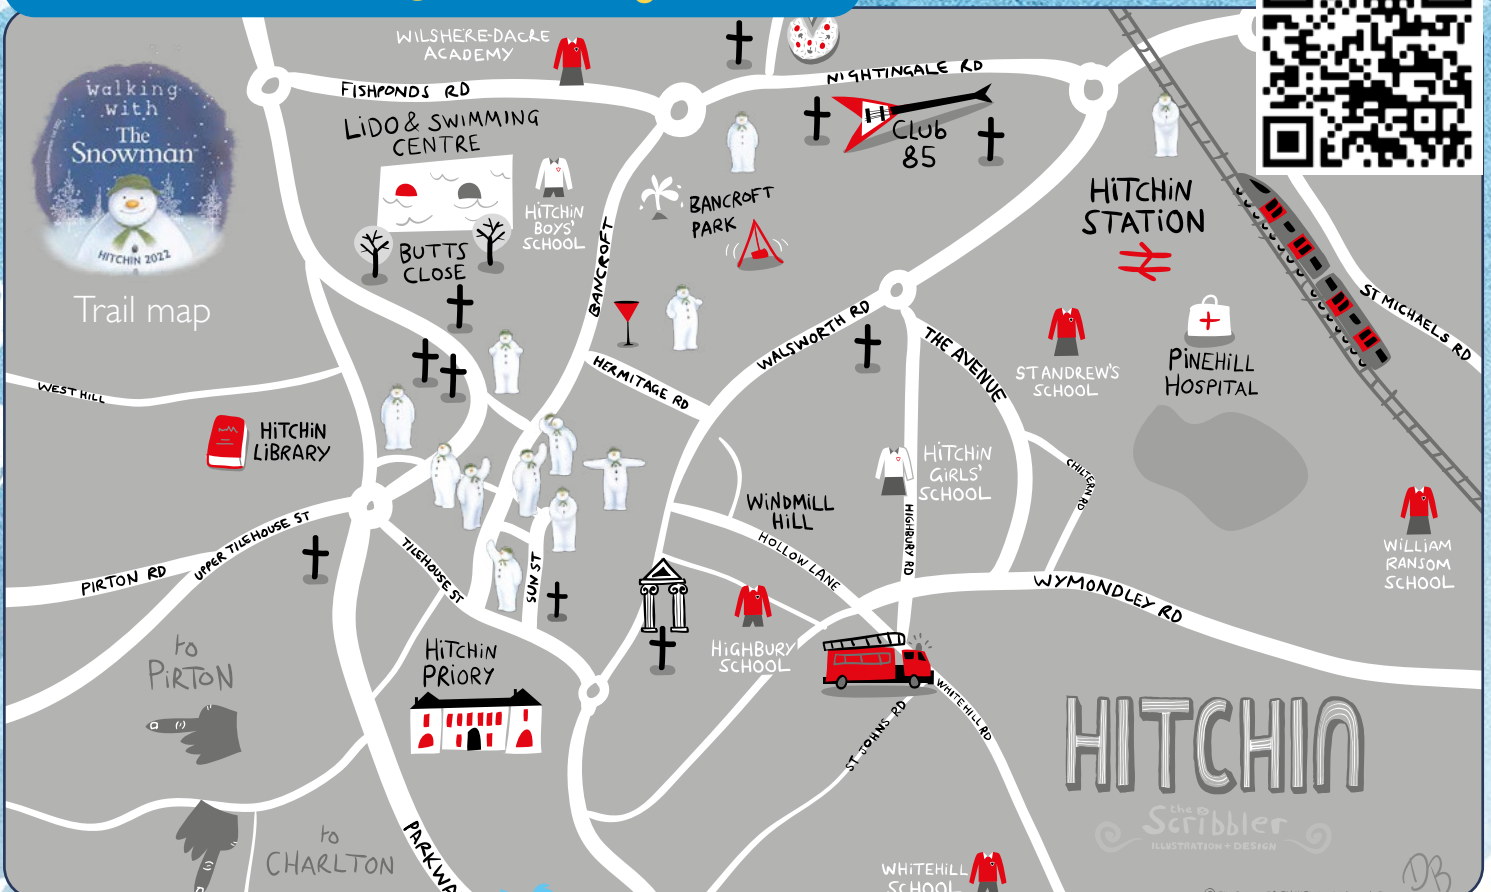 WILSHERE-DACRE
ACADEMY
NIGHTINGALE RD
FISHPONDS RD
walking
with
The
Snowman
HITCHIN 2022
Trail map
LIDO & SWIMMING
CENTRE
Club
85
HITCHIN
BOYS'
SCHOOL
BANCROFT
PARK
HITCHIN
STATION
BUTTS
CLOSE
BANCROFT
WALSWORTH RD
THE AVENUE
ST MICHAELS RD
ST ANDREW'S
SCHOOL
PINEHILL
HOSPITAL
HERMITAGE RD
WEST HILL
HITCHIN
LIBRARY
HITCHIN
GIRLS'
SCHOOL
CHILTERN RD
WINDMILL
HILL
HOLLOW LANE
HIGHBURY RD
UPPER TILEHOUSE ST
PIRTON RD
TILEHOUSE ST
SUN ST
WILLIAM
RANSOM
SCHOOL
WYMONDLEY RD
to
PIRTON
HITCHIN
PRIORY
HIGHBURY
SCHOOL
WHITEHILL RD
ST JOHNS RD
HITCHIN
the
Scribbler
ILLUSTRATION + DESIGN
to
CHARLTON
PARKWA
WHITEHILL
SCHOOL
DB